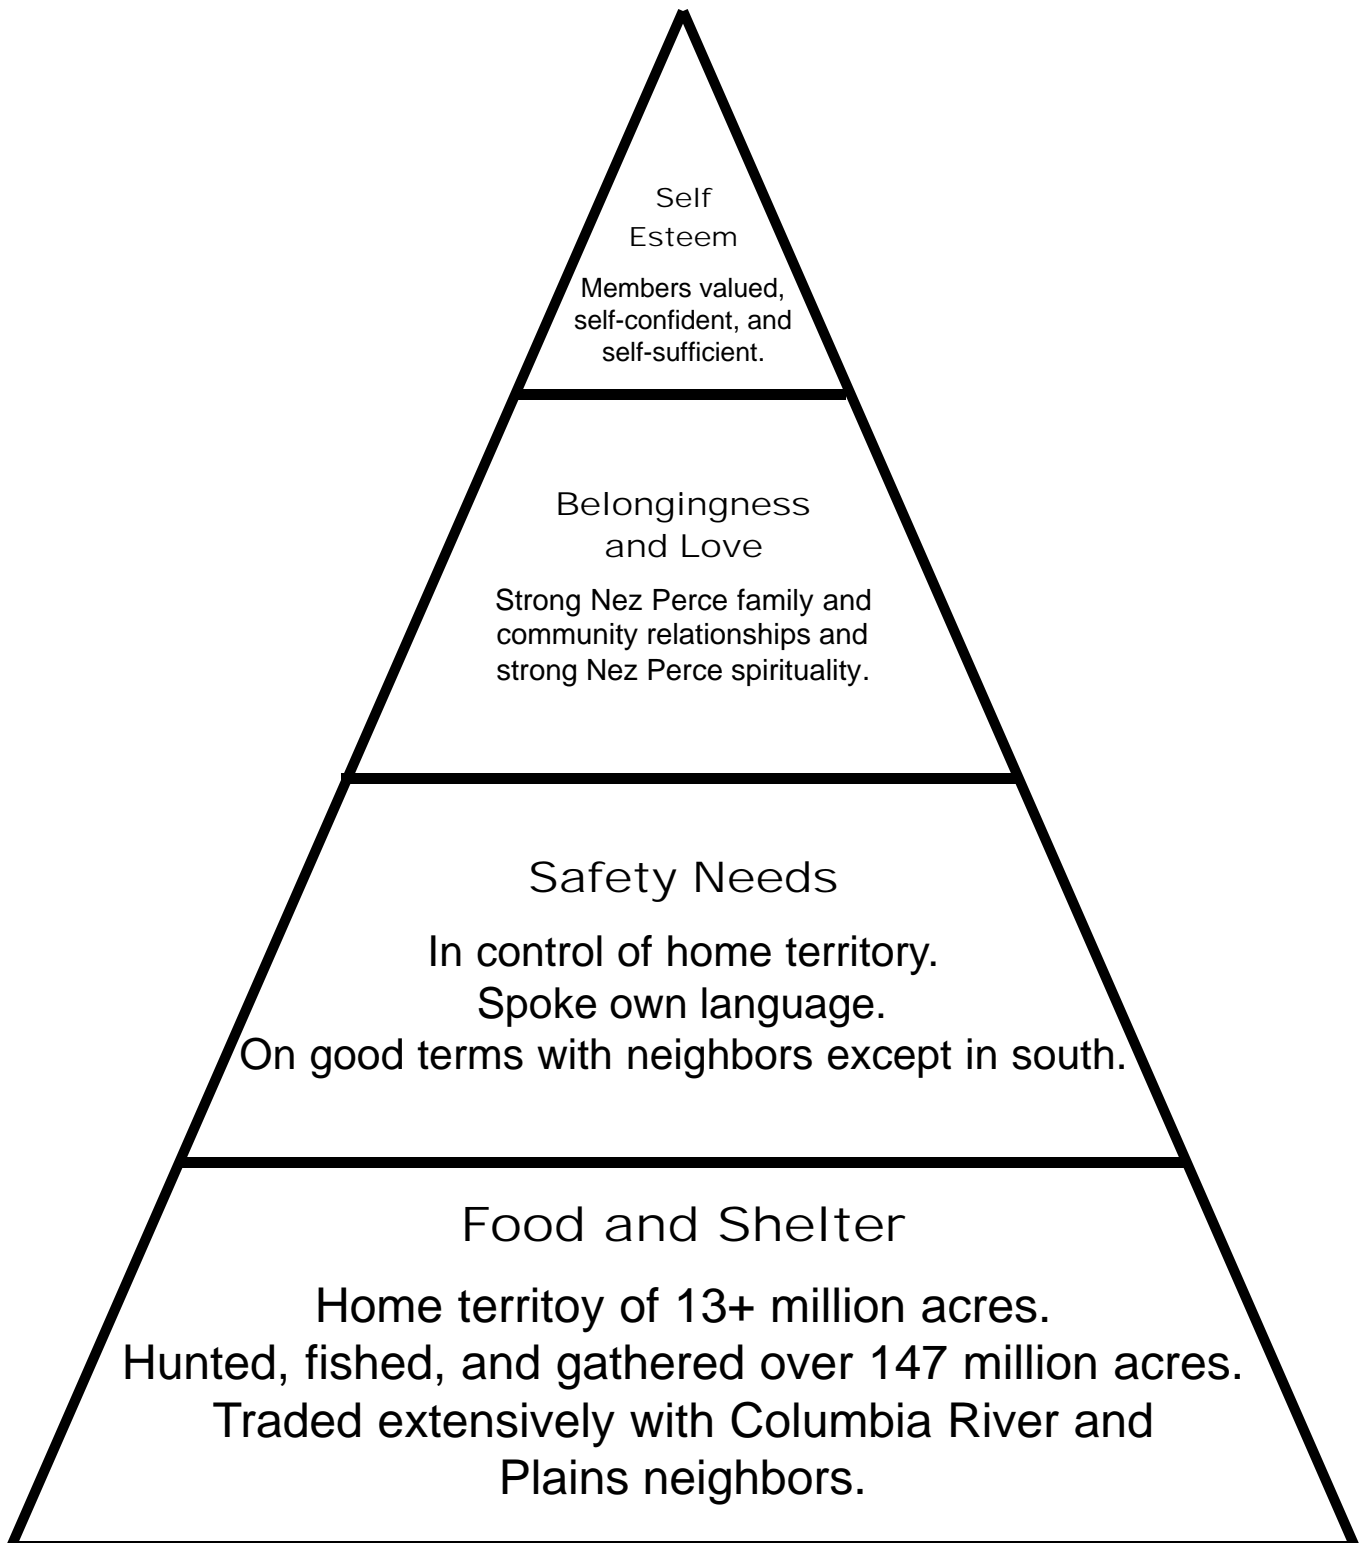 Self
Esteem
Members valued,
self-confident, and
self-sufficient.
Belongingness
and Love
Strong Nez Perce family and
community relationships and
strong Nez Perce spirituality.
Safety Needs
In control of home territory.
Spoke own language.
On good terms with neighbors except in south.
Food and Shelter
Home territoy of 13+ million acres.
Hunted, fished, and gathered over 147 million acres.
Traded extensively with Columbia River and
Plains neighbors.